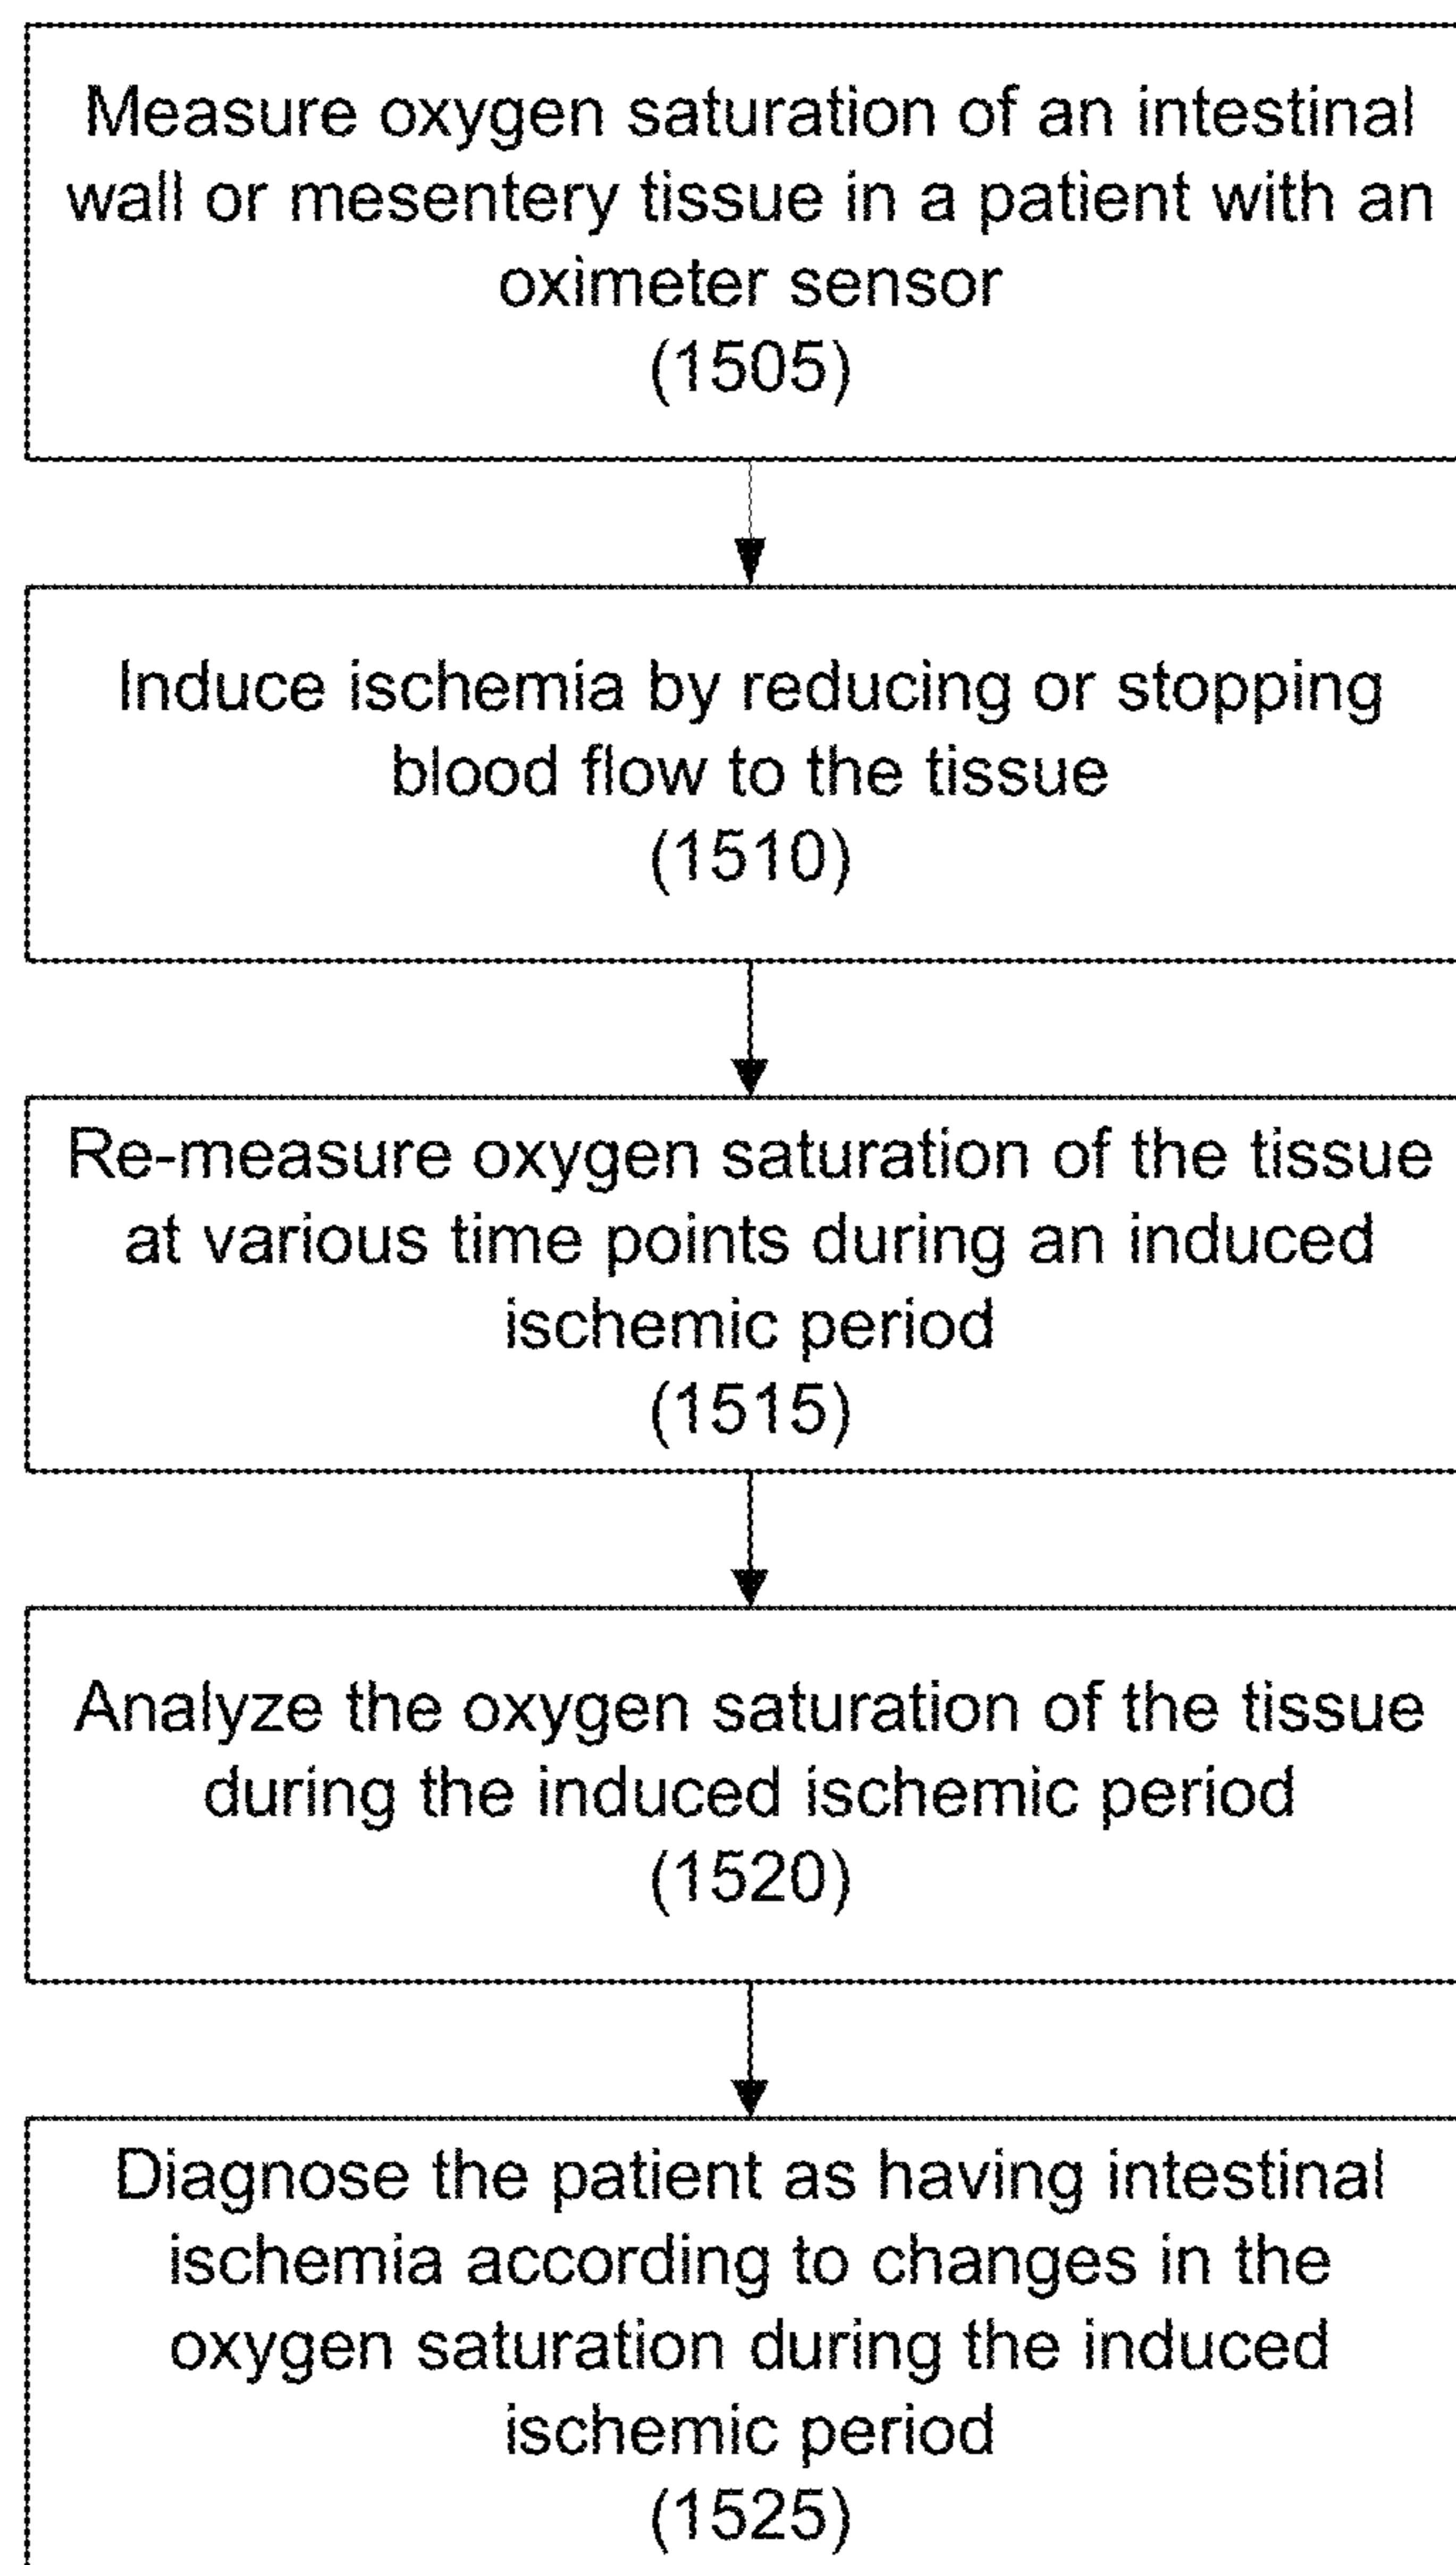 Measure oxygen saturation of an intestinal
wall or mesentery tissue in a patient with an
oximeter sensor
(1505)
Induce ischemia by reducing or stopping
blood flow to the tissue
(1510)
Re-measure oxygen saturation of the tissue
at various time points during an induced
ischemic period
(1515)
Analyze the oxygen saturation of the tissue
during the induced ischemic period
(1520)
Diagnose the patient as having intestinal
ischemia according to changes in the
oxygen saturation during the induced
ischemic period
(1525)